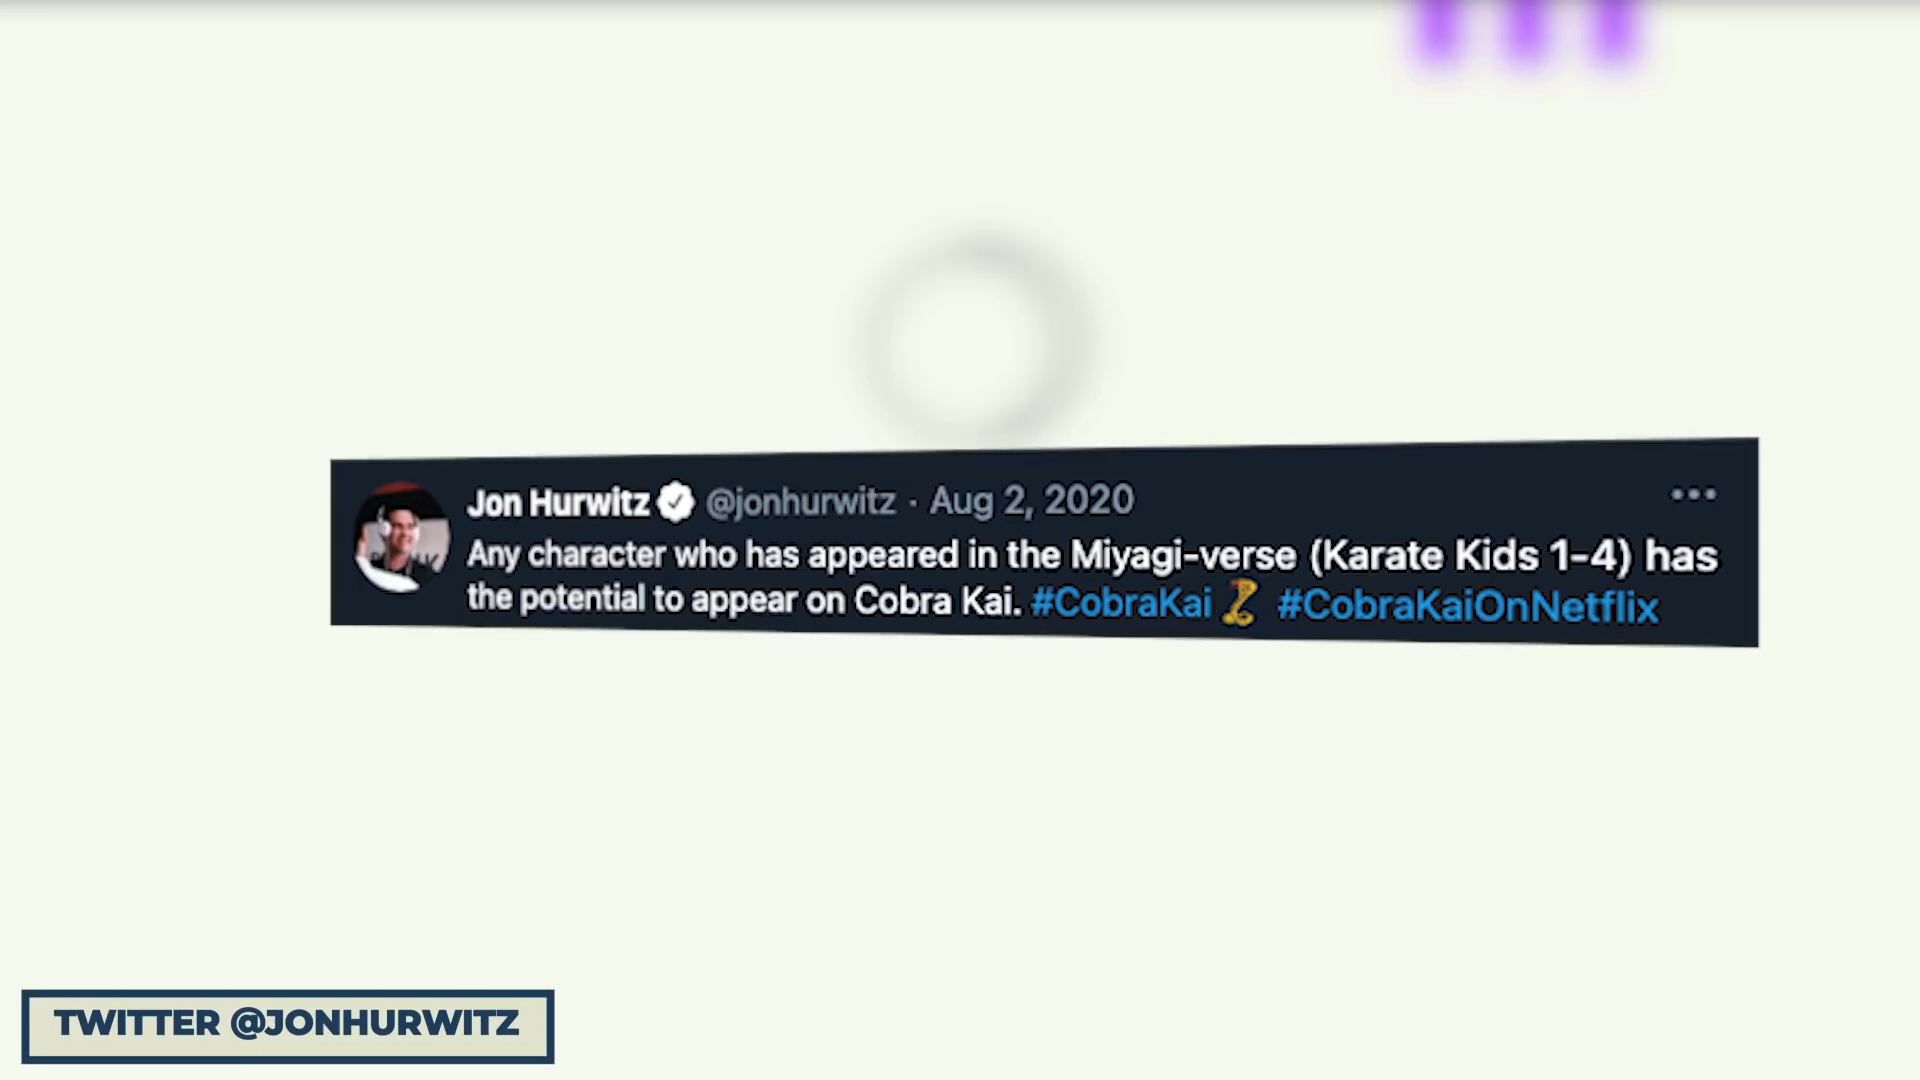 Jon Hurwitz @jonhurwitz · Aug 2, 2020
Any character who has appeared in the Miyagi-verse (Karate Kids 1-4) has
the potential to appear on Cobra Kai. #CobraKai #CobraKaiOnNetflix
TWITTER @JONHURWITZ